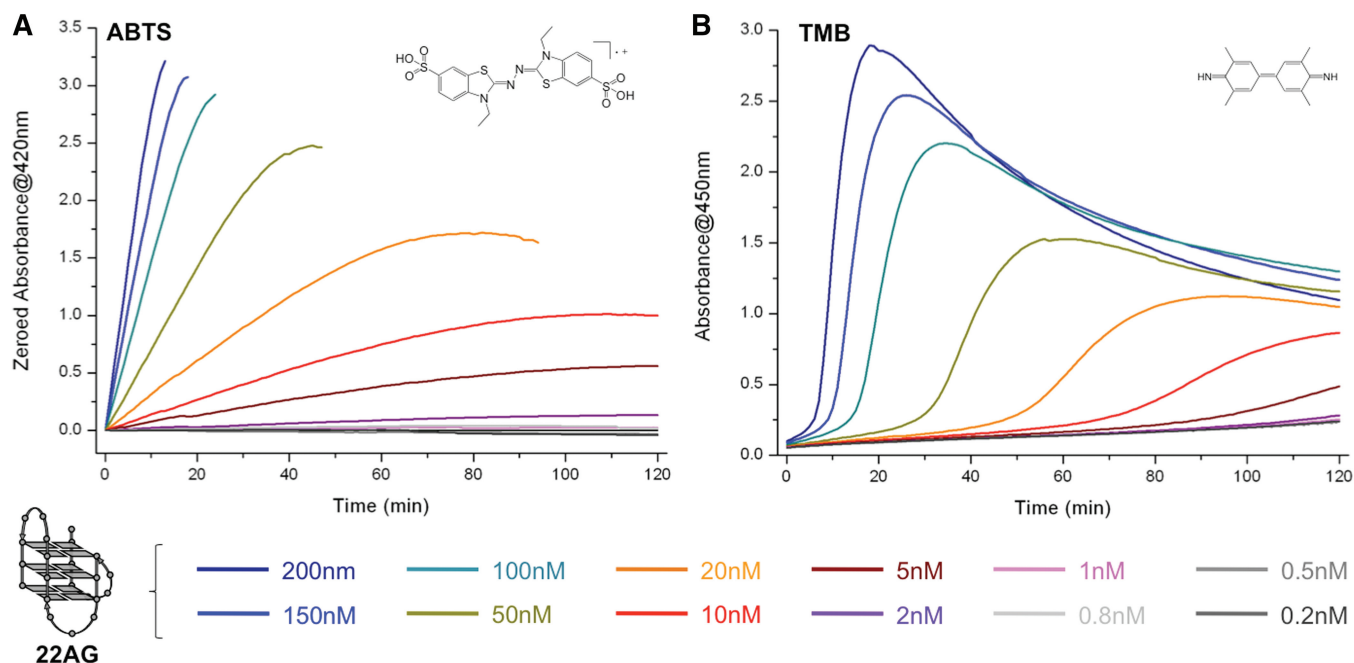 A
ABTS
Zeroed Absorbance@420nm
3.5
3.0
2.5
2.0
1.5
1.0
0.5
0.0
0
20
40
60
80
100
120
Time (min)
HO
O
S
O
S
N
N
N
N
S
O
S
O
OH
.+
B
TMB
Absorbance@450nm
3.0
2.5
2.0
1.5
1.0
0.5
0.0
0
20
40
60
80
100
120
Time (min)
HN
NH
22AG
200nm
100nM
20nM
5nM
1nM
0.5nM
150nM
50nM
10nM
2nM
0.8nM
0.2nM